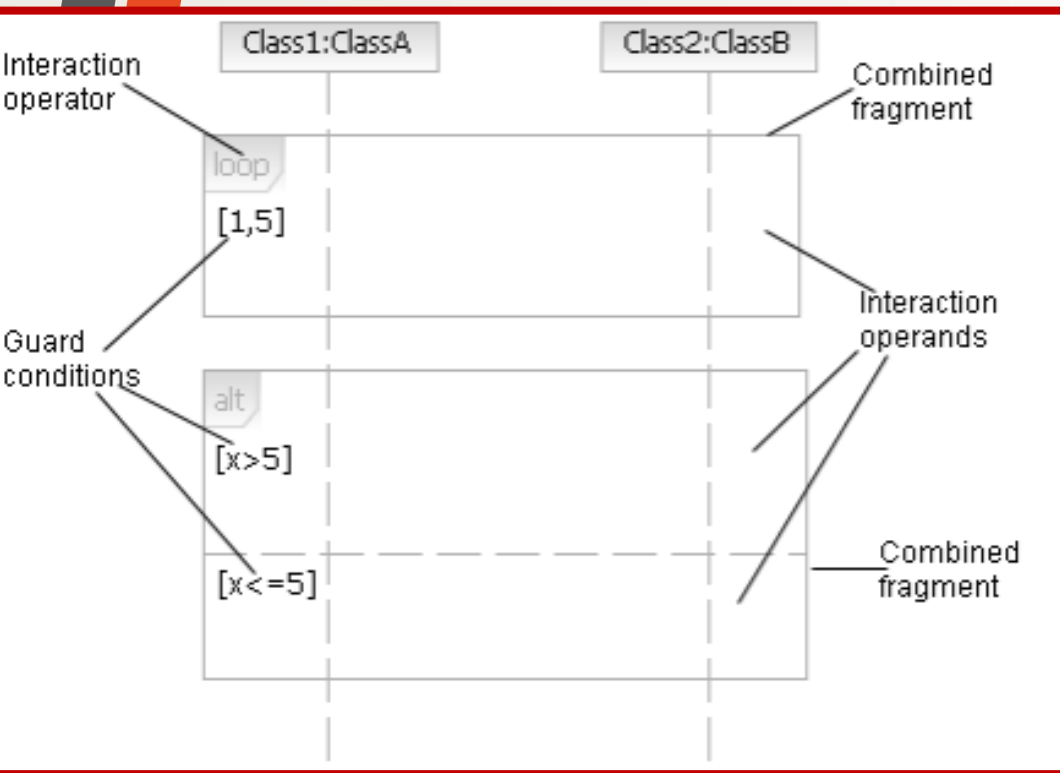 Class1:ClassA
Class2:ClassB
Interaction
operator
Combined
fragment
loop
[1,5]
Interaction
operands
Guard
conditions
alt
[x>5]
Combined
fragment
[x<=5]